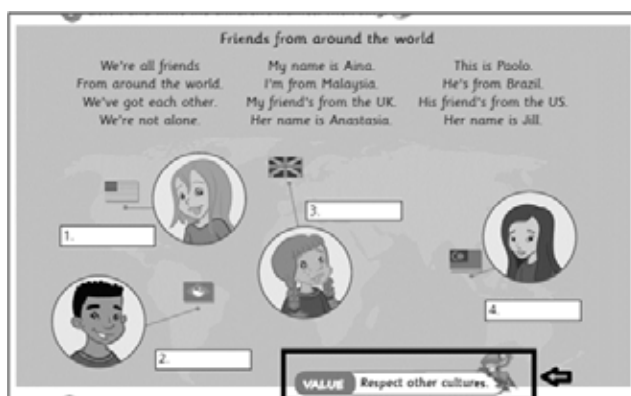 Friends from around the world
We're all friends
From around the world.
We've got each other.
We're not alone.
My name is Aina.
I'm from Malaysia.
My friend's from the UK.
Her name is Anastasia.
This is Paolo.
He's from Brazil.
His friend's from the US.
Her name is Jill.
1.
3.
4.
2.
VALUE Respect other cultures.